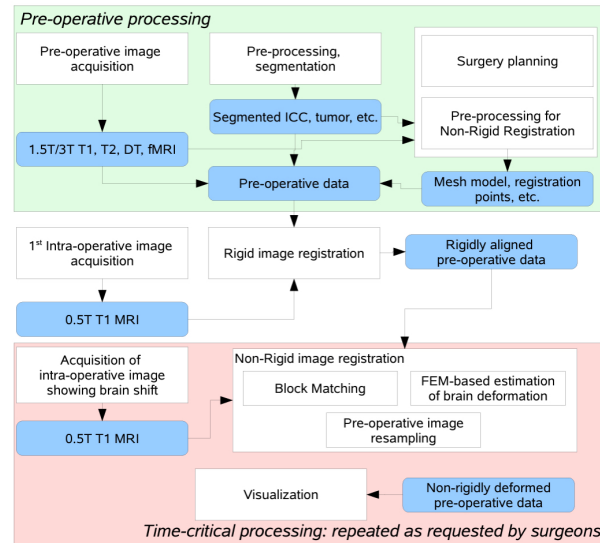 Pre-operative processing
Pre-operative image
acquisition
Pre-processing,
segmentation
Surgery planning
Segmented ICC, tumor, etc.
Pre-processing for
Non-Rigid Registration
1.5T/3T T1, T2, DT, fMRI
Pre-operative data
Mesh model, registration
points, etc.
1st Intra-operative image
acquisition
Rigid image registration
Rigidly aligned
pre-operative data
0.5T T1 MRI
Acquisition of
intra-operative image
showing brain shift
Non-Rigid image registration
Block Matching
FEM-based estimation
of brain deformation
Pre-operative image
resampling
0.5T T1 MRI
Visualization
Non-rigidly deformed
pre-operative data
Time-critical processing: repeated as requested by surgeons